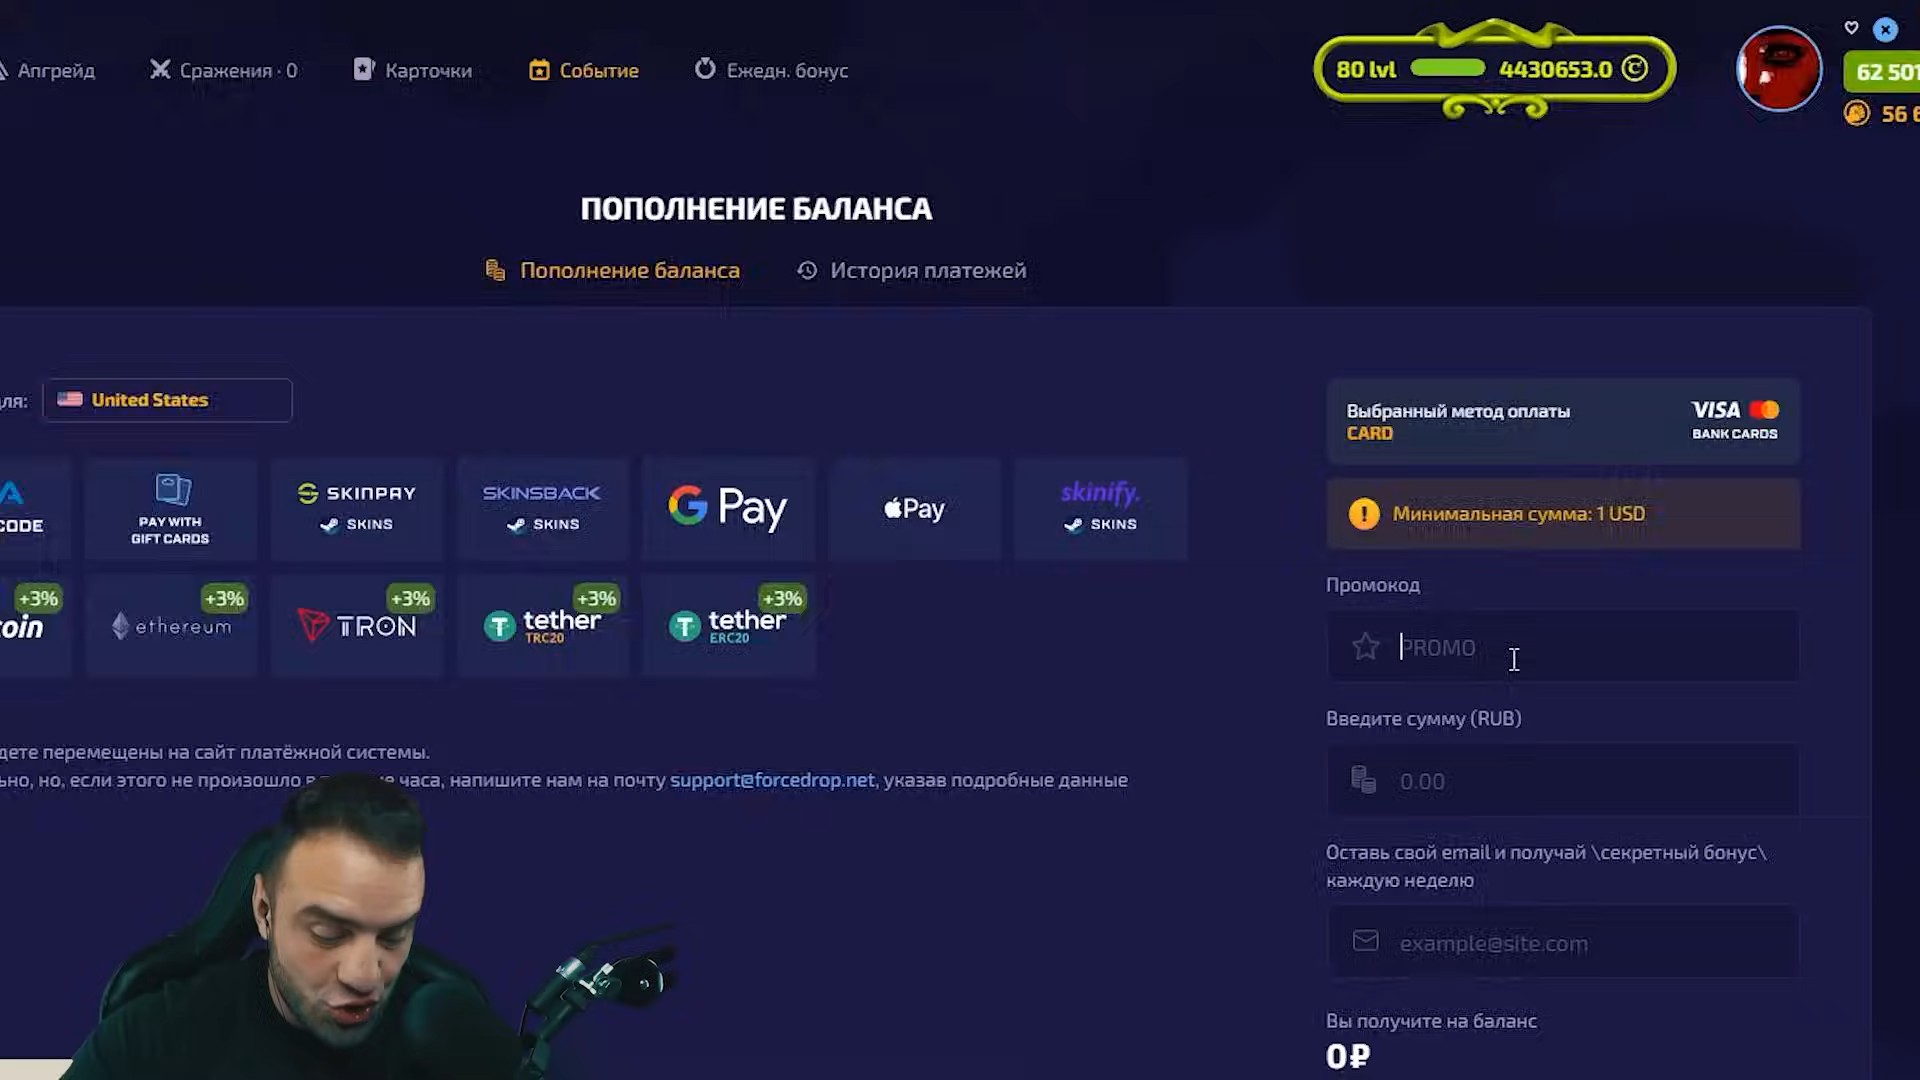 Апгрейд
Сражения · 0
Карточки
Событие
Ежедн. бонус
80 lvl
4430653.0
62 501
56 6
ПОПОЛНЕНИЕ БАЛАНСА
Пополнение баланса
История платежей
для:
United States
Выбранный метод оплаты
CARD
VISA
BANK CARDS
CODE
PAY WITH
GIFT CARDS
SKINPAY
SKINS
SKINSBACK
SKINS
G Pay
Pay
skinify.
SKINS
Минимальная сумма: 1 USD
+3%
coin
+3%
ethereum
+3%
TRON
+3%
tether
TRC20
+3%
tether
ERC20
Промокод
PROMO
Введите сумму (RUB)
0.00
дете перемещены на сайт платёжной системы.
ьно, но, если этого не произошло в часа, напишите нам на почту support@forcedrop.net, указав подробные данные
Оставь свой email и получай \секретный бонус\
каждую неделю
example@site.com
Вы получите на баланс
0₽